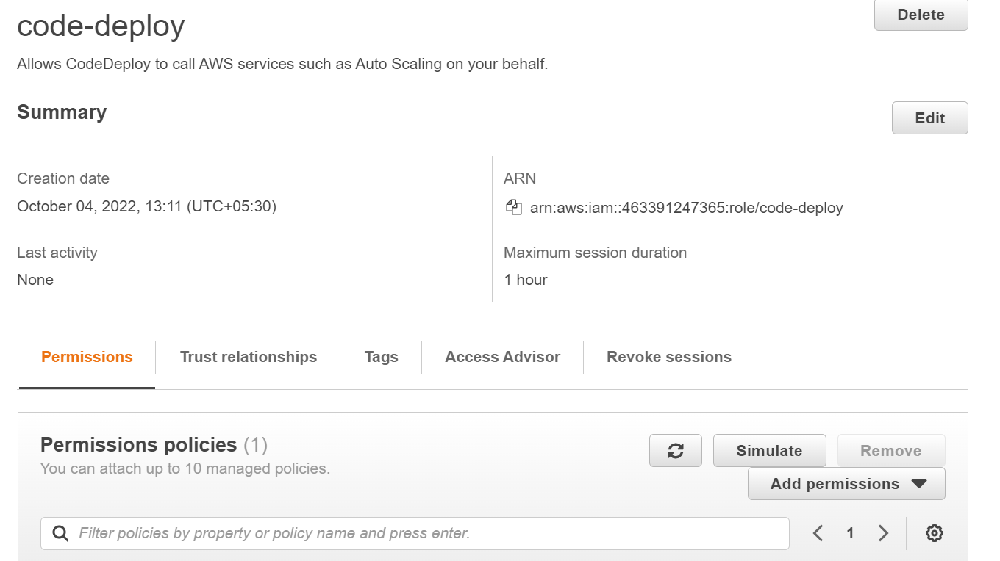 code-deploy
Delete
Allows CodeDeploy to call AWS services such as Auto Scaling on your behalf.
Summary
Edit
Creation date
October 04, 2022, 13:11 (UTC+05:30)
ARN
arn:aws:iam::463391247365:role/code-deploy
Last activity
None
Maximum session duration
1 hour
Permissions
Trust relationships
Tags
Access Advisor
Revoke sessions
Permissions policies (1)
You can attach up to 10 managed policies.
Simulate
Remove
Add permissions
Filter policies by property or policy name and press enter.
1